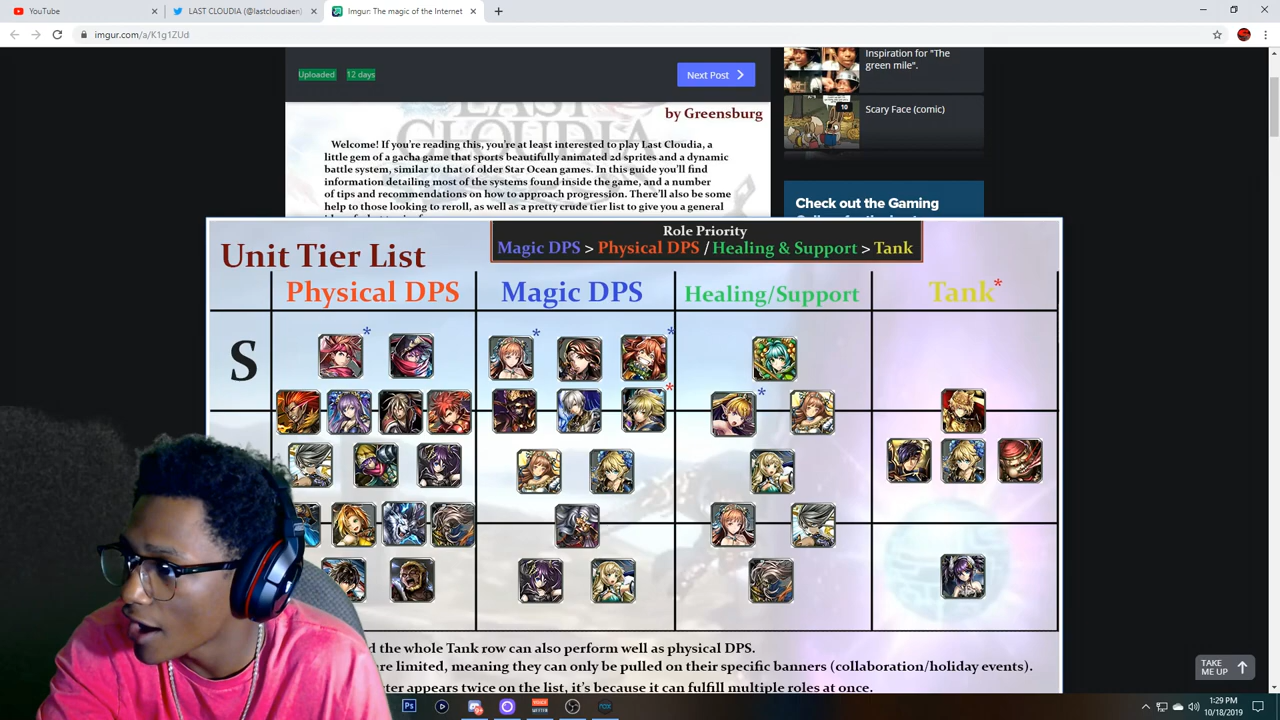 YouTube
LAST CLOUDIA (@lastcloudiaen)
Imgur: The magic of the Internet
imgur.com/a/K1g1ZUd
Uploaded 12 days
Next Post
Inspiration for "The
green mile".
10
Scary Face (comic)
LAST
CLOUDIA
by Greensburg
Welcome! If you're reading this, you're at least interested to play Last Cloudia, a
little gem of a gacha game that sports beautifully animated 2d sprites and a dynamic
battle system, similar to that of older Star Ocean games. In this guide you'll find
information detailing most of the systems found inside the game, and a number
of tips and recommendations on how to approach progression. There'll also be some
help to those looking to reroll, as well as a pretty crude tier list to give you a general
Check out the Gaming
Unit Tier List
Role Priority
Magic DPS > Physical DPS / Healing & Support > Tank
Physical DPS
Magic DPS
Healing/Support
Tank*
S
*
* *
*
*
d the whole Tank row can also perform well as physical DPS.
re limited, meaning they can only be pulled on their specific banners (collaboration/holiday events).
ter appears twice on the list, it's because it can fulfill multiple roles at once.
TAKE
ME UP
Ps
1:29 PM
10/18/2019